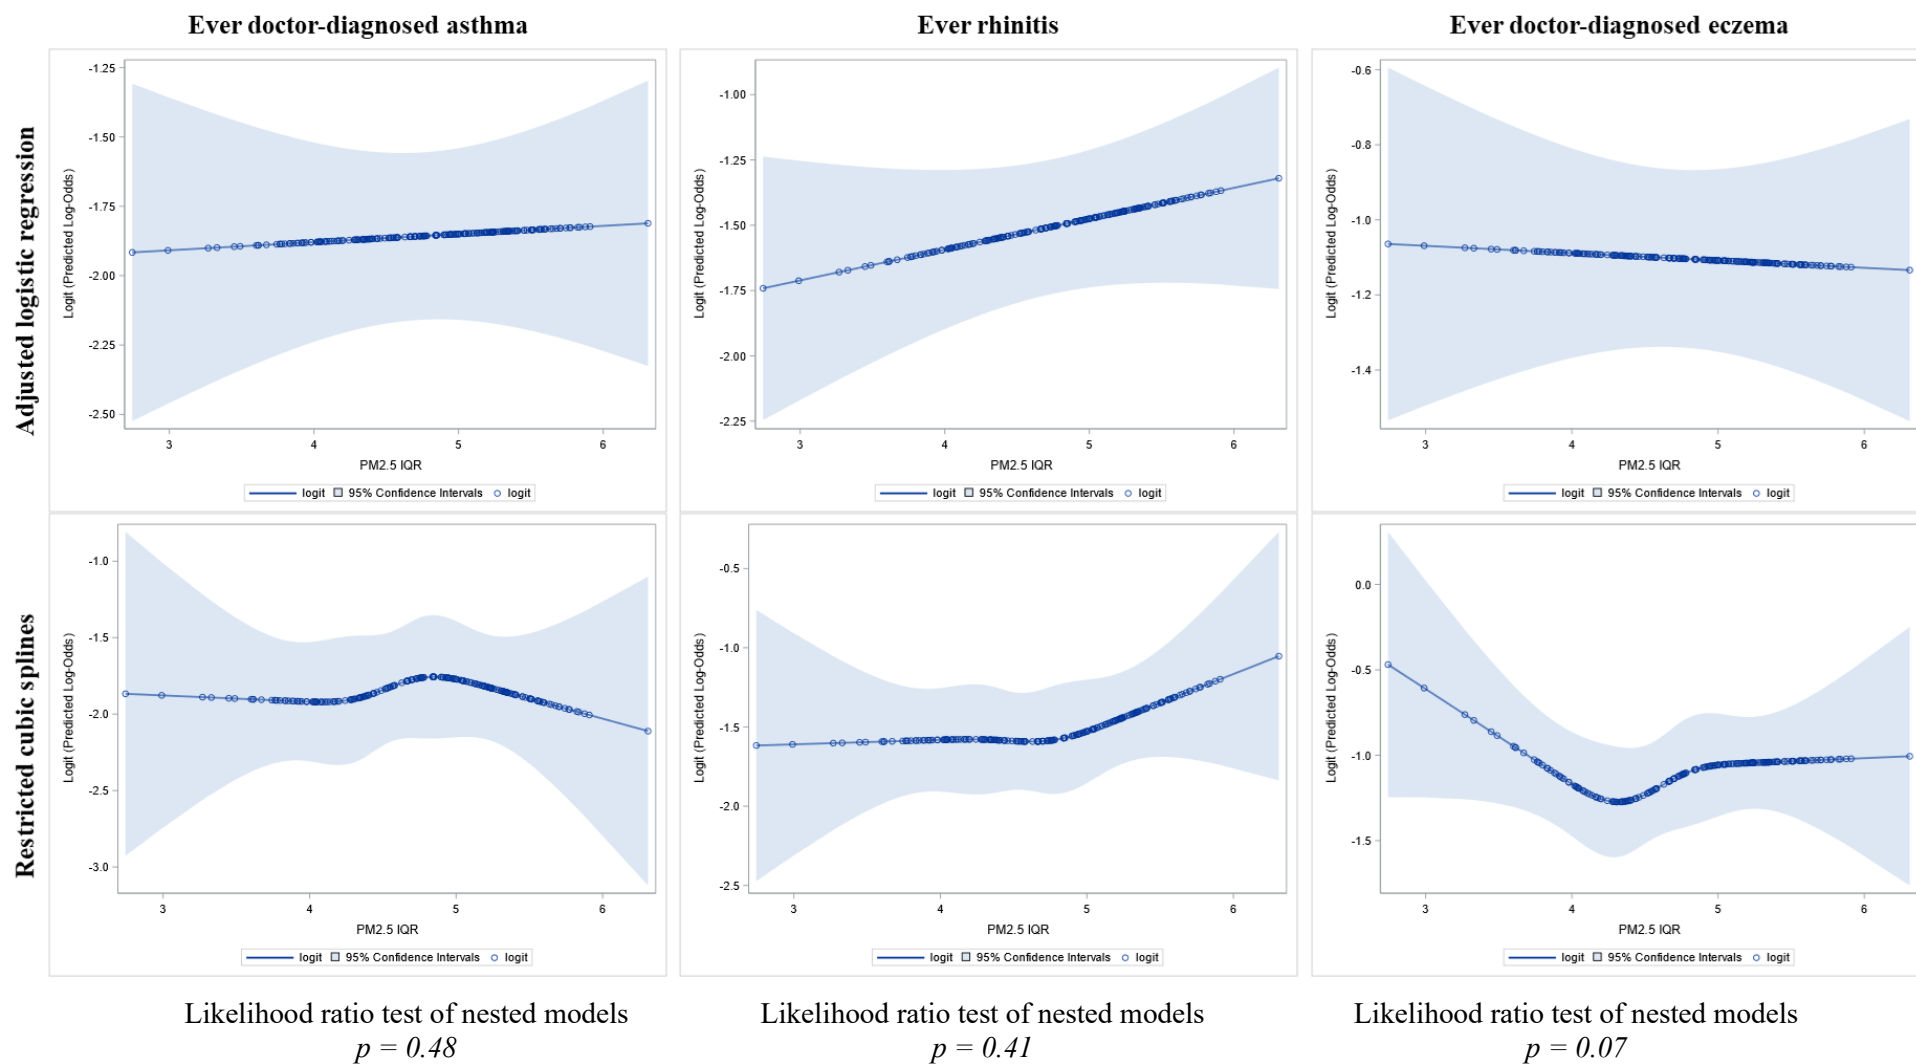 Ever doctor-diagnosed asthma
Ever rhinitis
Ever doctor-diagnosed eczema
Adjusted logistic regression
Logit (Predicted Log-Odds)
-1.25
-1.50
-1.75
-2.00
-2.25
-2.50
3 4 5 6
PM2.5 IQR
logit 95% Confidence Intervals logit
Logit (Predicted Log-Odds)
-1.00
-1.25
-1.50
-1.75
-2.00
-2.25
3 4 5 6
PM2.5 IQR
logit 95% Confidence Intervals logit
Logit (Predicted Log-Odds)
-0.6
-0.8
-1.0
-1.2
-1.4
3 4 5 6
PM2.5 IQR
logit 95% Confidence Intervals logit
Restricted cubic splines
Logit (Predicted Log-Odds)
-1.0
-1.5
-2.0
-2.5
-3.0
3 4 5 6
PM2.5 IQR
logit 95% Confidence Intervals logit
Logit (Predicted Log-Odds)
-0.5
-1.0
-1.5
-2.0
-2.5
3 4 5 6
PM2.5 IQR
logit 95% Confidence Intervals logit
Logit (Predicted Log-Odds)
0.0
-0.5
-1.0
-1.5
3 4 5 6
PM2.5 IQR
logit 95% Confidence Intervals logit
Likelihood ratio test of nested models
p = 0.48
Likelihood ratio test of nested models
p = 0.41
Likelihood ratio test of nested models
p = 0.07